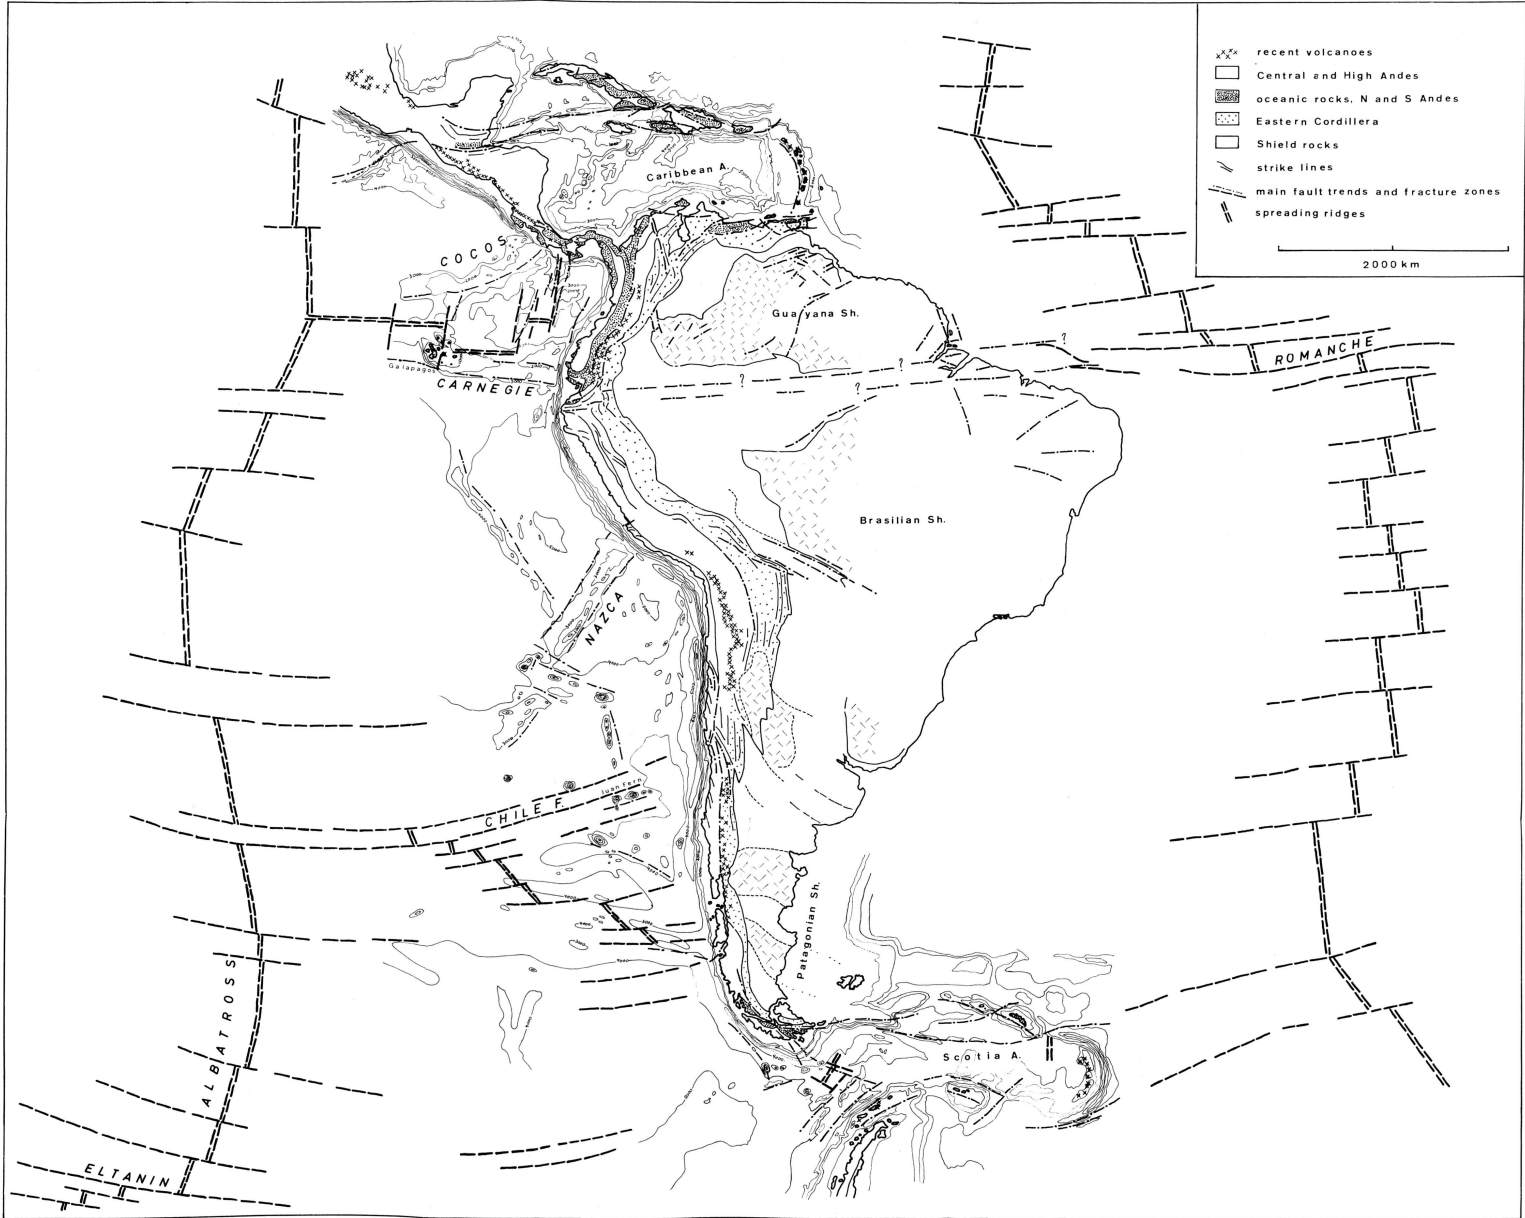 recent volcanoes
Central and High Andes
oceanic rocks, N and S Andes
Eastern Cordillera
Shield rocks
strike lines
main fault trends and fracture zones
spreading ridges
2000 km
Caribbean A.
COCOS
Guayana Sh.
Galapagos
CARNEGIE
ROMANCHE
?
?
?
?
Brasilian Sh.
NAZCA
Juan Fern.
CHILE F.
Patagonian Sh.
ALBATROSS
Scotia A.
ELTANIN